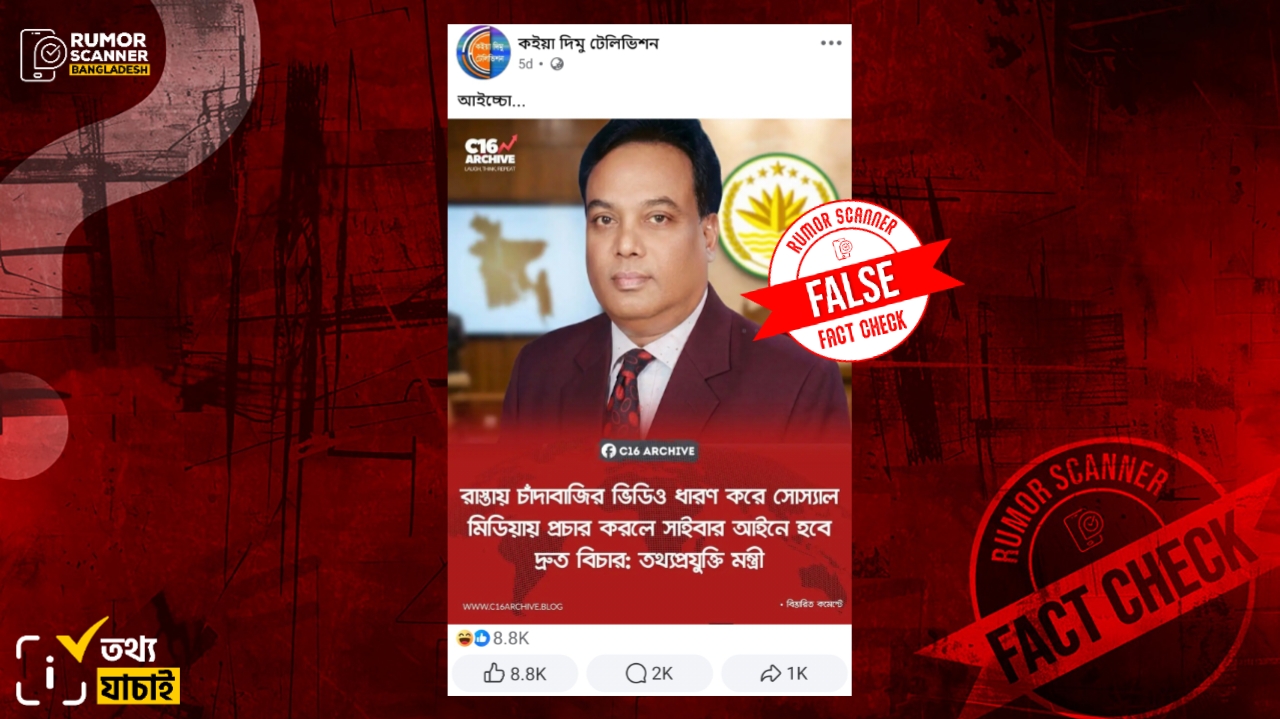 RUMOR
SCANNER
BANGLADESH
কইয়া দিমু টেলিভিশন
5d
আইচ্চো...
কইয়া দিমু
টেলিভিশন
C16
ARCHIVE
LAUGH, THINK, REPEAT
RUMOR SCANNER
FALSE
FACT CHECK
C16 ARCHIVE
রাস্তায় চাঁদাবাজির ভিডিও ধারণ করে সোস্যাল
মিডিয়ায় প্রচার করলে সাইবার আইনে হবে
দ্রুত বিচার: তথ্যপ্রযুক্তি মন্ত্রী
WWW.C16ARCHIVE.BLOG
• বিস্তারিত কমেন্টে
8.8K
8.8K
2K
1K
RUMOR SCANNER
FACT CHECK
তথ্য
যাচাই